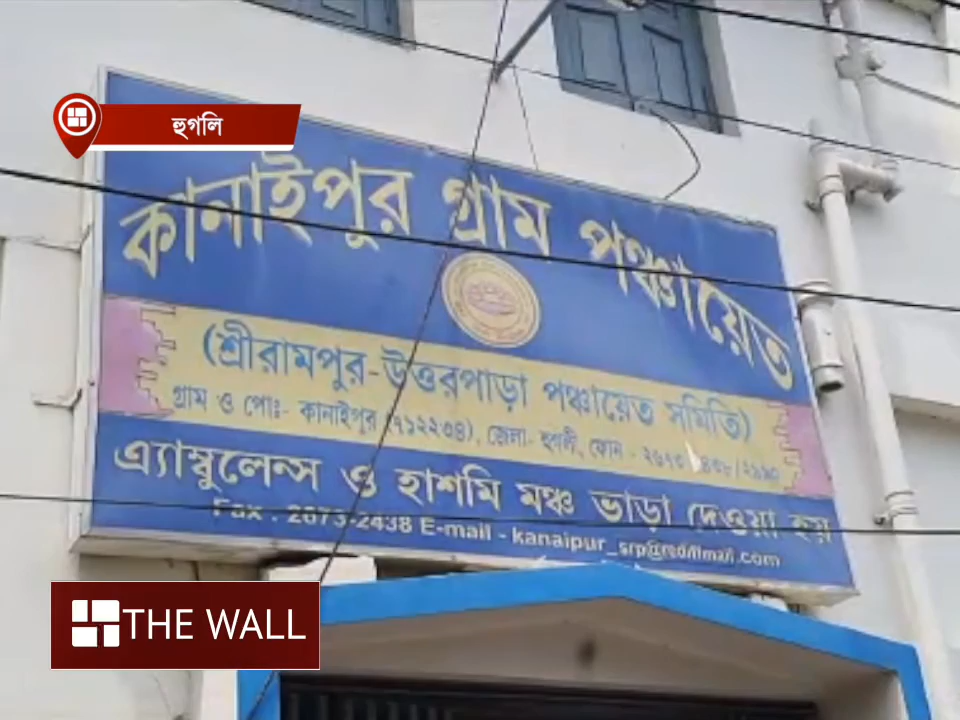 হুগলি
কানাইপুর গ্রাম পঞ্চায়েত
(শ্রীরামপুর-উত্তরপাড়া পঞ্চায়েত সমিতি)
গ্রাম ও পোঃ- কানাইপুর (৭১২২৩৪), জেলা- হুগলী, ফোন - ২৬৭৩
এ্যাম্বুলেন্স ও হাশমি মঞ্চ ভাড়া দেওয়া হয়
Fax : 2673-2438 E-mail - kanaipur_srp@rediffmail.com
THE WALL